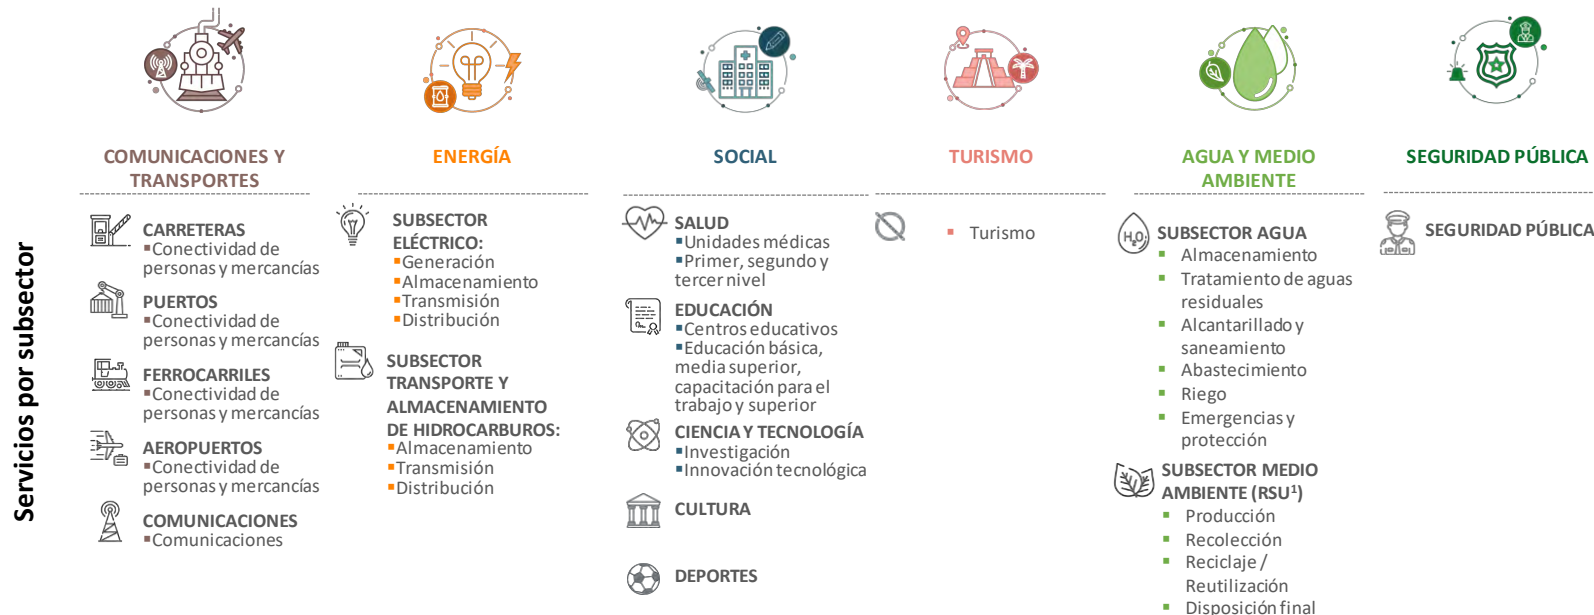 Servicios por subsector
COMUNICACIONES Y
TRANSPORTES
CARRETERAS
▪Conectividad de
personas y mercancías
PUERTOS
▪Conectividad de
personas y mercancías
FERROCARRILES
▪Conectividad de
personas y mercancías
AEROPUERTOS
▪Conectividad de
personas y mercancías
COMUNICACIONES
▪Comunicaciones
ENERGÍA
SUBSECTOR
ELÉCTRICO:
▪Generación
▪Almacenamiento
▪Transmisión
▪Distribución
SUBSECTOR
TRANSPORTE Y
ALMACENAMIENTO
DE HIDROCARBUROS:
▪Almacenamiento
▪Transmisión
▪Distribución
SOCIAL
SALUD
▪Unidades médicas
▪Primer, segundo y
tercer nivel
EDUCACIÓN
▪Centros educativos
▪Educación básica,
media superior,
capacitación para el
trabajo y superior
CIENCIA Y TECNOLOGÍA
▪Investigación
▪Innovación tecnológica
CULTURA
DEPORTES
TURISMO
▪ Turismo
AGUA Y MEDIO
AMBIENTE
H₂O
SUBSECTOR AGUA
▪ Almacenamiento
▪ Tratamiento de aguas
residuales
▪ Alcantarillado y
saneamiento
▪ Abastecimiento
▪ Riego
▪ Emergencias y
protección
SUBSECTOR MEDIO
AMBIENTE (RSU¹)
▪ Producción
▪ Recolección
▪ Reciclaje /
Reutilización
▪ Disposición final
SEGURIDAD PÚBLICA
SEGURIDAD PÚBLICA